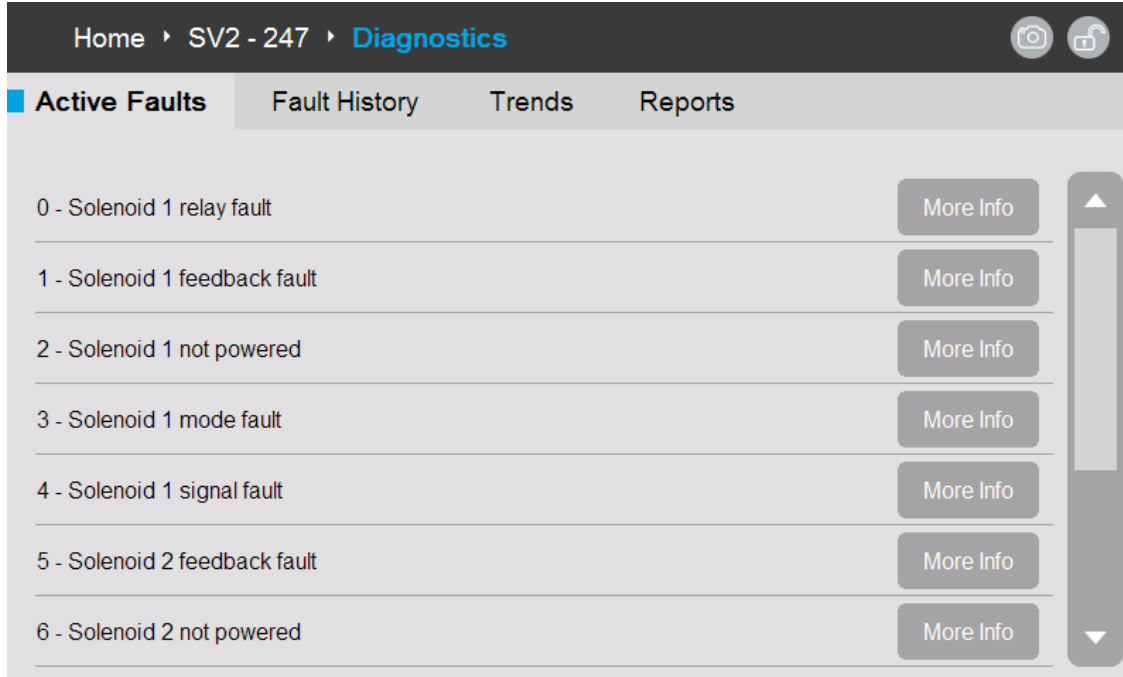 Home SV2 - 247 Diagnostics
Active Faults Fault History Trends Reports
0 - Solenoid 1 relay fault More Info
1 - Solenoid 1 feedback fault More Info
2 - Solenoid 1 not powered More Info
3 - Solenoid 1 mode fault More Info
4 - Solenoid 1 signal fault More Info
5 - Solenoid 2 feedback fault More Info
6 - Solenoid 2 not powered More Info